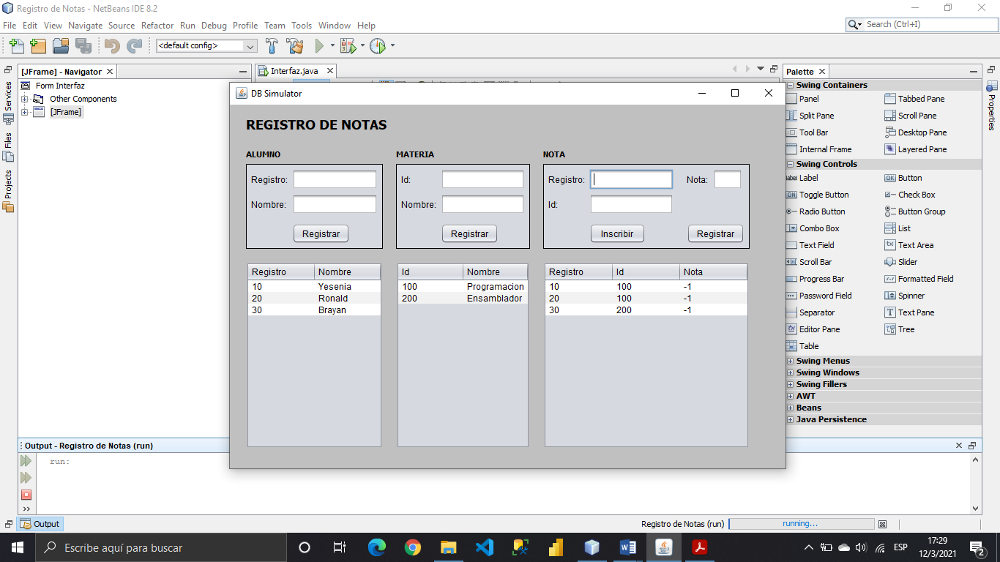 Registro de Notas - NetBeans IDE 8.2
File Edit View Navigate Source Refactor Run Debug Profile Team Tools Window Help
Search (Ctrl+I)
<default config>
[JFrame] - Navigator
Form Interfaz
Other Components
[JFrame]
Services
Files
Projects
Interfaz.java
DB Simulator
REGISTRO DE NOTAS
ALUMNO
Registro:
Nombre:
Registrar
MATERIA
Id:
Nombre:
Registrar
NOTA
Registro: Nota:
Id:
Inscribir Registrar
Registro Nombre
10 Yesenia
20 Ronald
30 Brayan
Id Nombre
100 Programacion
200 Ensamblador
Registro Id Nota
10 100 -1
20 100 -1
30 200 -1
Palette
Swing Containers
Panel Tabbed Pane
Split Pane Scroll Pane
Tool Bar Desktop Pane
Internal Frame Layered Pane
Swing Controls
Label Button
Toggle Button Check Box
Radio Button Button Group
Combo Box List
Text Field Text Area
Scroll Bar Slider
Progress Bar Formatted Field
Password Field Spinner
Separator Text Pane
Editor Pane Tree
Table
Swing Menus
Swing Windows
Swing Fillers
AWT
Beans
Java Persistence
Properties
Output - Registro de Notas (run)
run:
Output
Registro de Notas (run) running...
Escribe aquí para buscar
ESP
17:29
12/3/2021
2